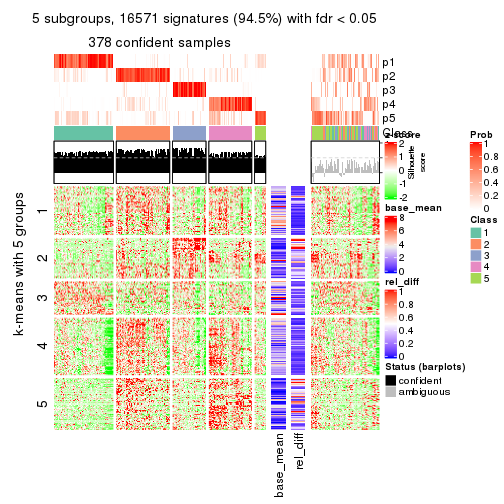 5 subgroups, 16571 signatures (94.5%) with fdr < 0.05
378 confident samples
p1
p2
p3
p4
p5
Class
Silhouette
score
k-means with 5 groups
1
2
3
4
5
base_mean
rel_diff
z-score
2
1
0
-1
-2
base_mean
8
6
4
2
0
rel_diff
1
0.8
0.6
0.4
0.2
0
Status (barplots)
confident
ambiguous
Prob
1
0.8
0.6
0.4
0.2
0
Class
1
2
3
4
5